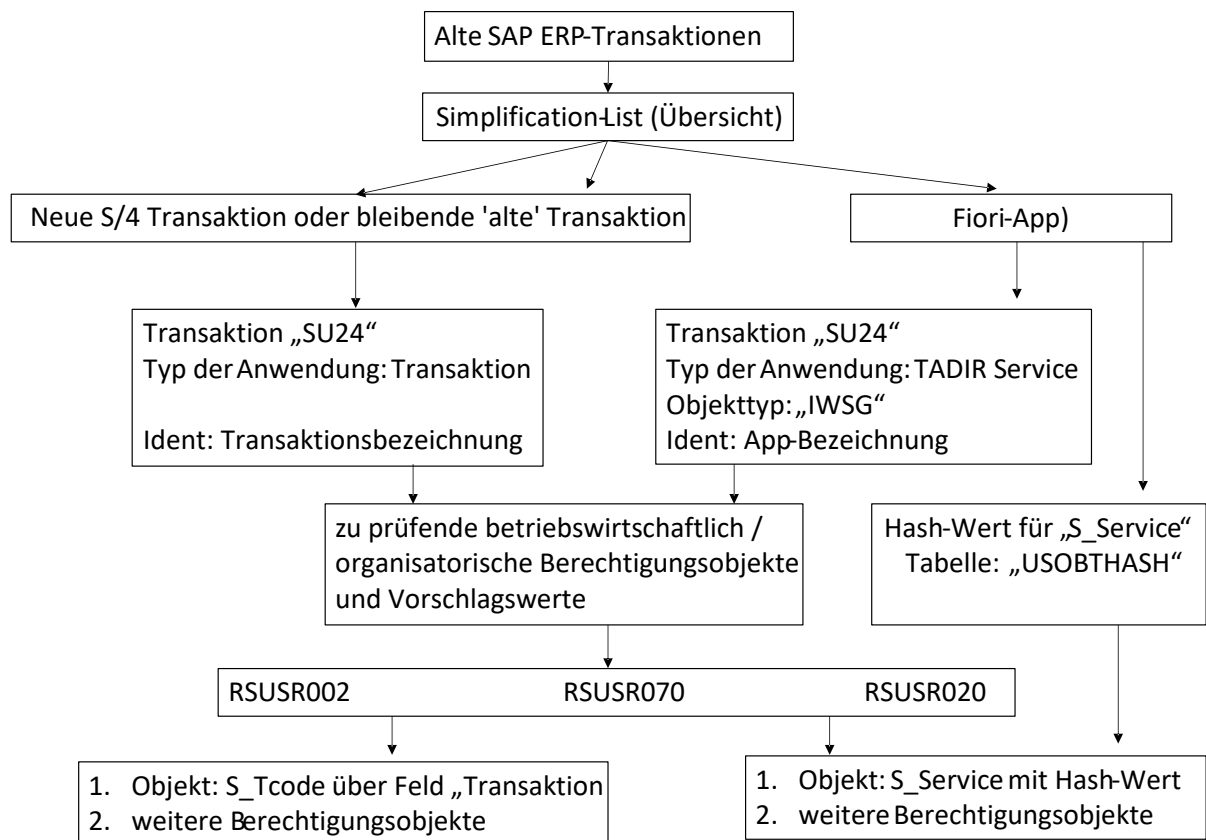 Alte SAP ERP-Transaktionen
Simplification-List (Übersicht)
Neue S/4 Transaktion oder bleibende 'alte' Transaktion
Fiori-App)
Transaktion „SU24“
Typ der Anwendung: Transaktion
Ident: Transaktionsbezeichnung
Transaktion „SU24“
Typ der Anwendung: TADIR Service
Objekttyp: „IWSG“
Ident: App-Bezeichnung
zu prüfende betriebswirtschaftlich /
organisatorische Berechtigungsobjekte
und Vorschlagswerte
Hash-Wert für „S_Service“
Tabelle: „USOBTHASH“
RSUSR002 RSUSR070 RSUSR020
1. Objekt: S_Tcode über Feld „Transaktion
2. weitere Berechtigungsobjekte
1. Objekt: S_Service mit Hash-Wert
2. weitere Berechtigungsobjekte